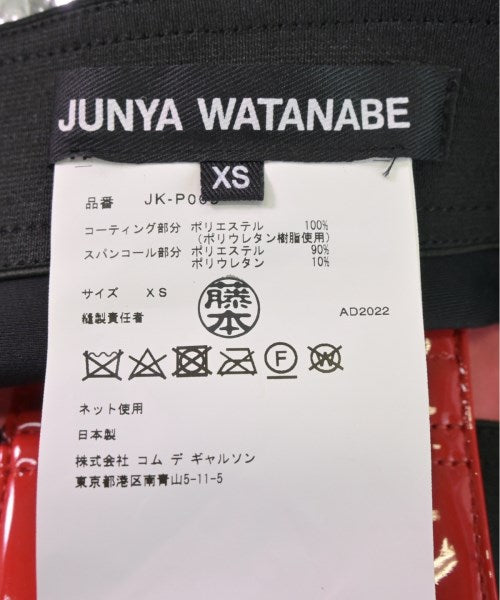 JUNYA WATANABE
XS
品番 JK-P0
コーティング部分 ポリエステル 100%
(ポリウレタン樹脂使用)
スパンコール部分 ポリエステル 90%
ポリウレタン 10%
サイズ XS
藤本
縫製責任者
AD2022
F W
ネット使用
日本製
株式会社 コム デ ギャルソン
東京都港区南青山5-11-5